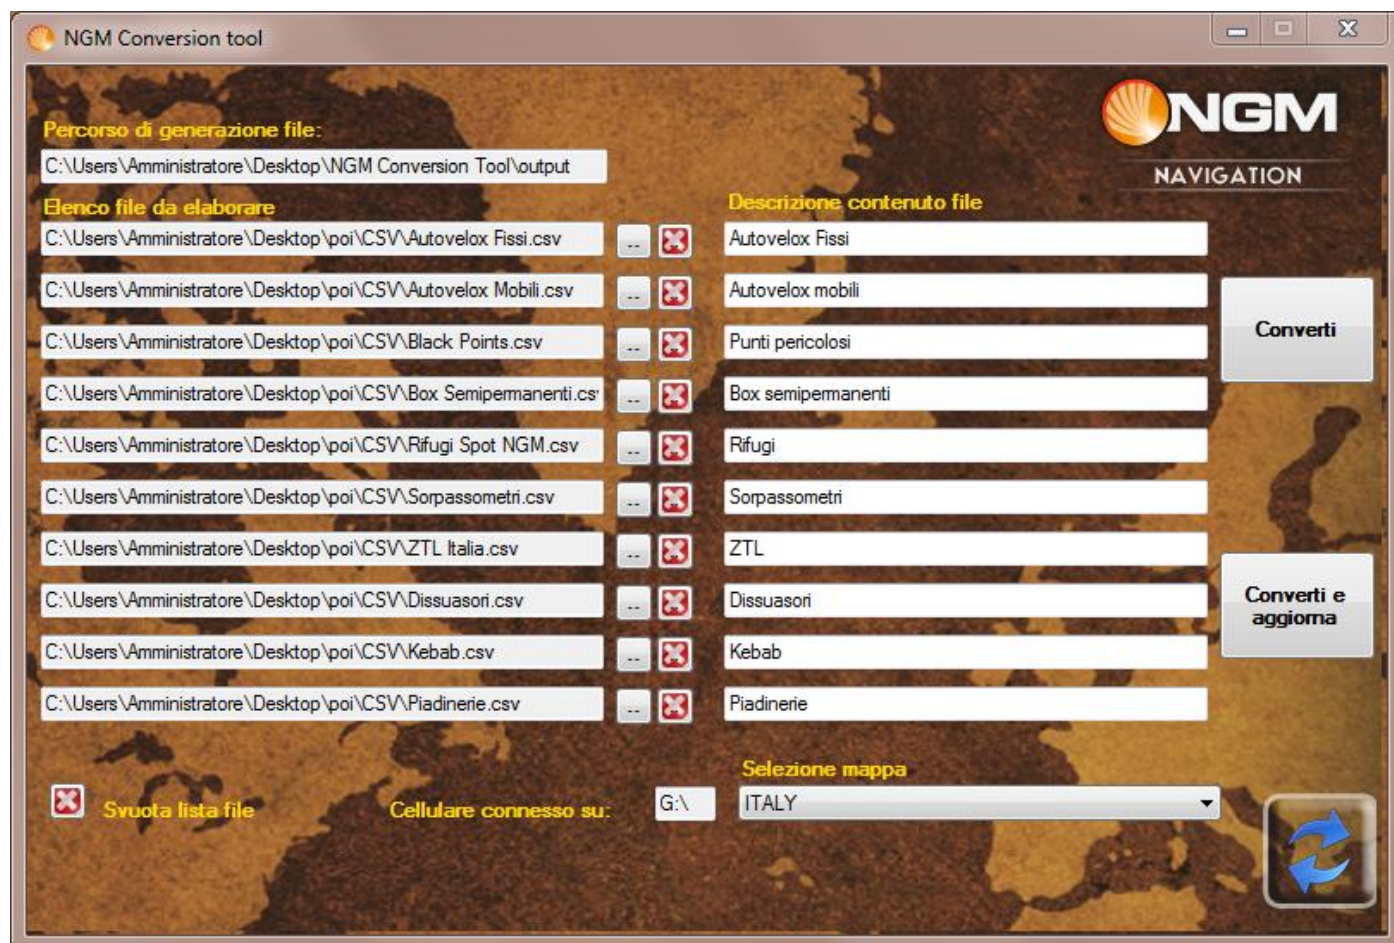 NGM Conversion tool
NGM
NAVIGATION
Percorso di generazione file:
C:\Users\Amministratore\Desktop\NGM Conversion Tool\output
Elenco file da elaborare
Descrizione contenuto file
C:\Users\Amministratore\Desktop\poi\CSV\Autovelox Fissi.csv
..
Autovelox Fissi
C:\Users\Amministratore\Desktop\poi\CSV\Autovelox Mobili.csv
..
Autovelox mobili
C:\Users\Amministratore\Desktop\poi\CSV\Black Points.csv
..
Punti pericolosi
C:\Users\Amministratore\Desktop\poi\CSV\Box Semipermanenti.cs
..
Box semipermanenti
C:\Users\Amministratore\Desktop\poi\CSV\Rifugi Spot NGM.csv
..
Rifugi
C:\Users\Amministratore\Desktop\poi\CSV\Sorpassometri.csv
..
Sorpassometri
C:\Users\Amministratore\Desktop\poi\CSV\ZTL Italia.csv
..
ZTL
C:\Users\Amministratore\Desktop\poi\CSV\Dissuasori.csv
..
Dissuasori
C:\Users\Amministratore\Desktop\poi\CSV\Kebab.csv
..
Kebab
C:\Users\Amministratore\Desktop\poi\CSV\Piadinerie.csv
..
Piadinerie
Converti
Converti e
aggiorna
Selezione mappa
Svuota lista file
Cellulare connesso su:
G:\
ITALY